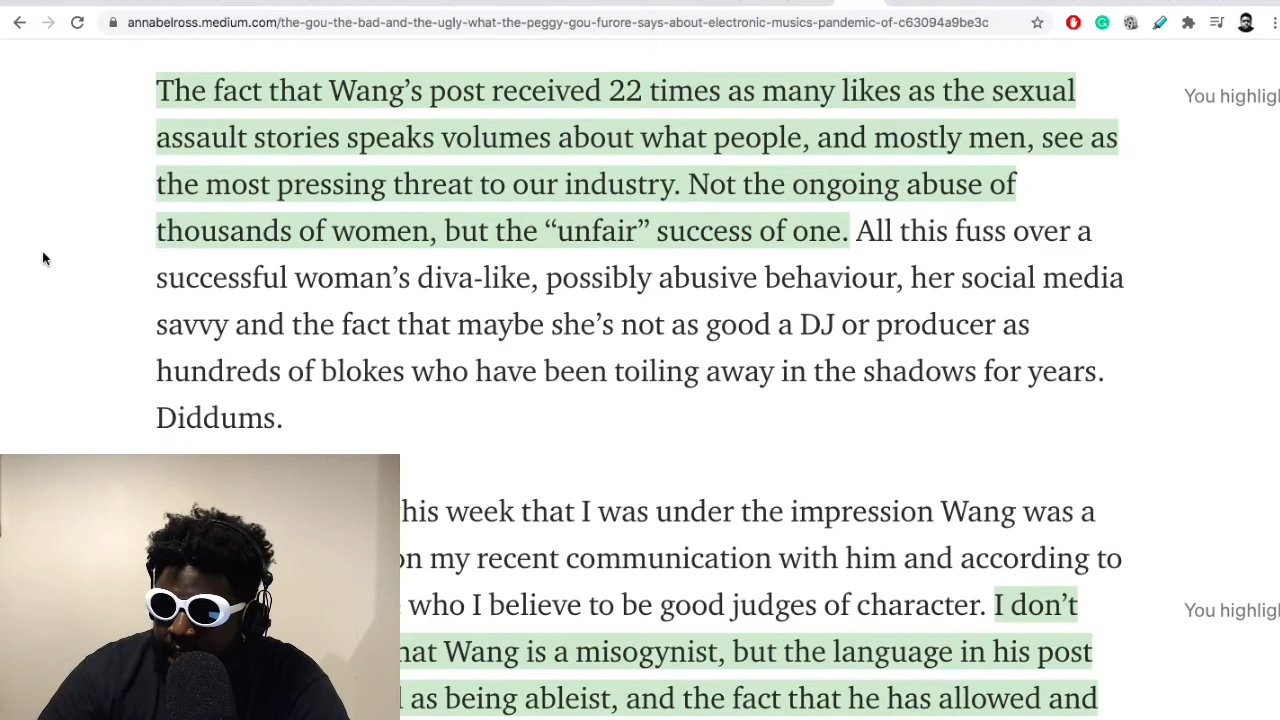 annabelross.medium.com/the-gou-the-bad-and-the-ugly-what-the-peggy-gou-furore-says-about-electronic-musics-pandemic-of-c63094a9be3c
The fact that Wang's post received 22 times as many likes as the sexual
You highlig
assault stories speaks volumes about what people, and mostly men, see as
the most pressing threat to our industry. Not the ongoing abuse of
thousands of women, but the “unfair” success of one. All this fuss over a
successful woman's diva-like, possibly abusive behaviour, her social media
savvy and the fact that maybe she's not as good a DJ or producer as
hundreds of blokes who have been toiling away in the shadows for years.
Diddums.
his week that I was under the impression Wang was a
on my recent communication with him and according to
who I believe to be good judges of character. I don't
You highlig
hat Wang is a misogynist, but the language in his post
as being ableist, and the fact that he has allowed and